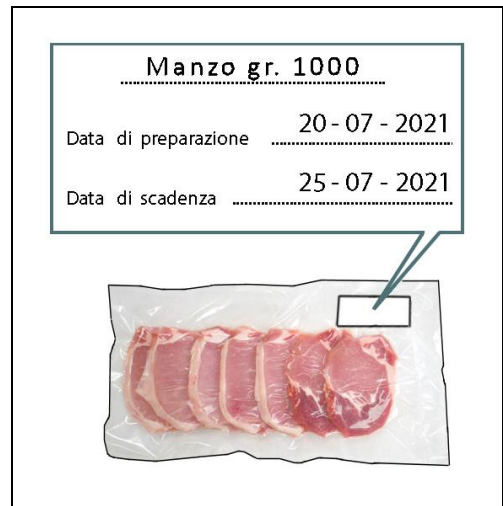 Manzo gr. 1000
Data di preparazione 20 - 07 - 2021
Data di scadenza 25 - 07 - 2021